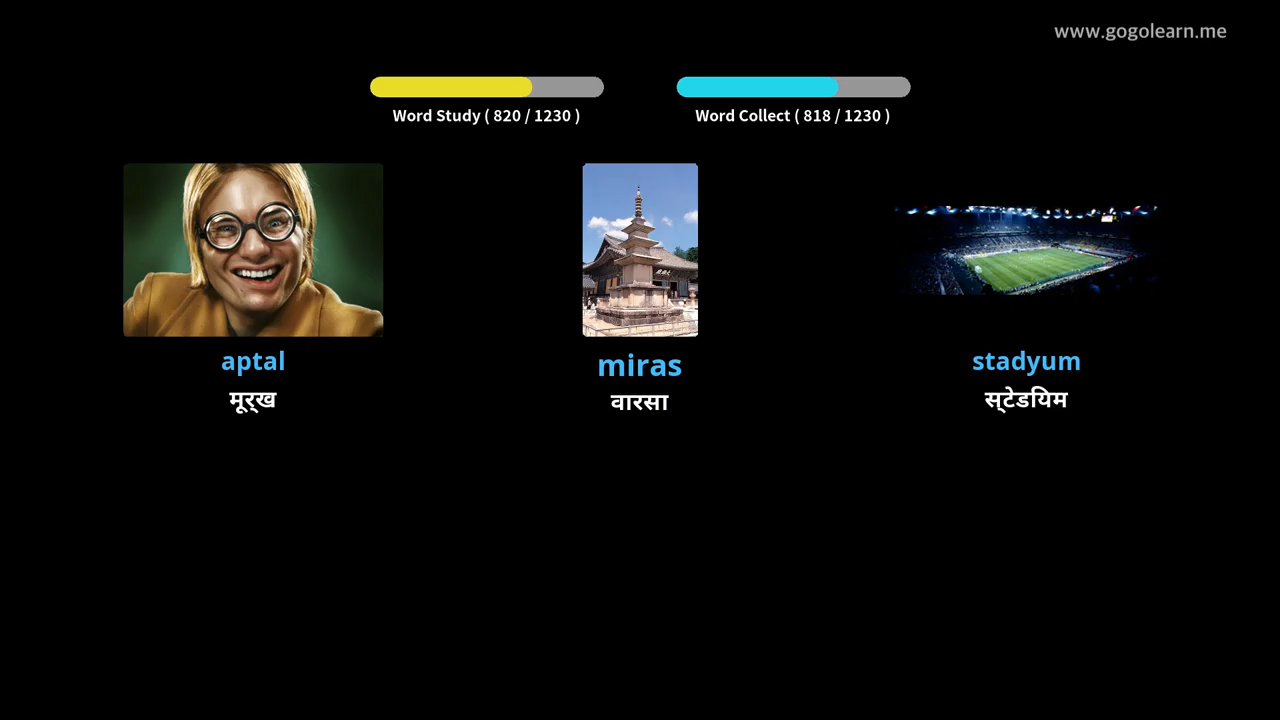 www.gogolearn.me
Word Study ( 820 / 1230 )
Word Collect ( 818 / 1230 )
aptal
miras
stadyum
मूर्ख
वारसा
स्टेडियम